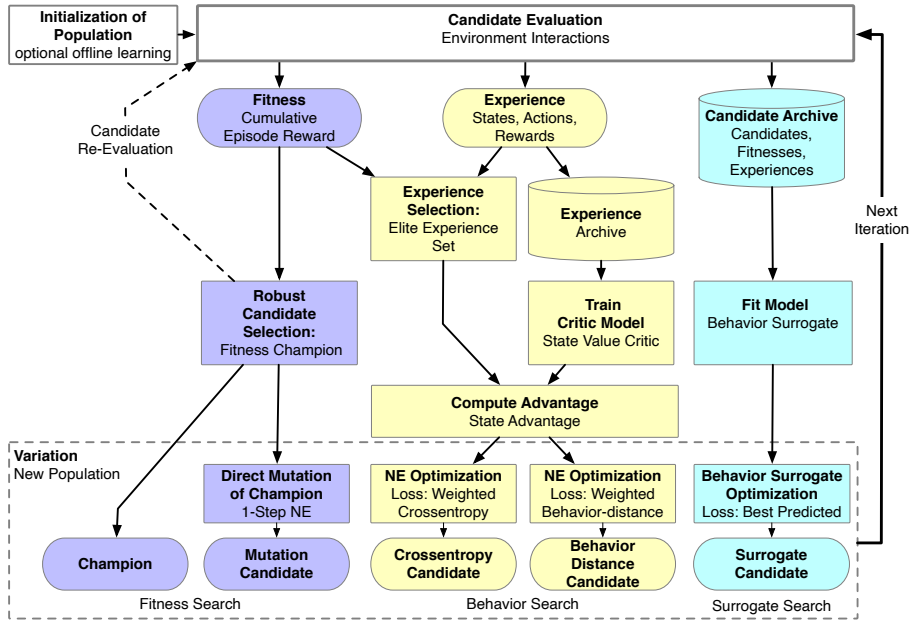 Initialization of
Population
optional offline learning
Candidate Evaluation
Environment Interactions
Fitness
Cumulative
Episode Reward
Experience
States, Actions,
Rewards
Candidate Archive
Candidates,
Fitnesses,
Experiences
Candidate
Re-Evaluation
Experience
Selection:
Elite Experience
Set
Experience
Archive
Next
Iteration
Robust
Candidate
Selection:
Fitness Champion
Train
Critic Model
State Value Critic
Fit Model
Behavior Surrogate
Compute Advantage
State Advantage
Variation
New Population
Direct Mutation
of Champion
1-Step NE
NE Optimization
Loss: Weighted
Crossentropy
NE Optimization
Loss: Weighted
Behavior-distance
Behavior Surrogate
Optimization
Loss: Best Predicted
Champion
Mutation
Candidate
Crossentropy
Candidate
Behavior
Distance
Candidate
Surrogate
Candidate
Fitness Search
Behavior Search
Surrogate Search